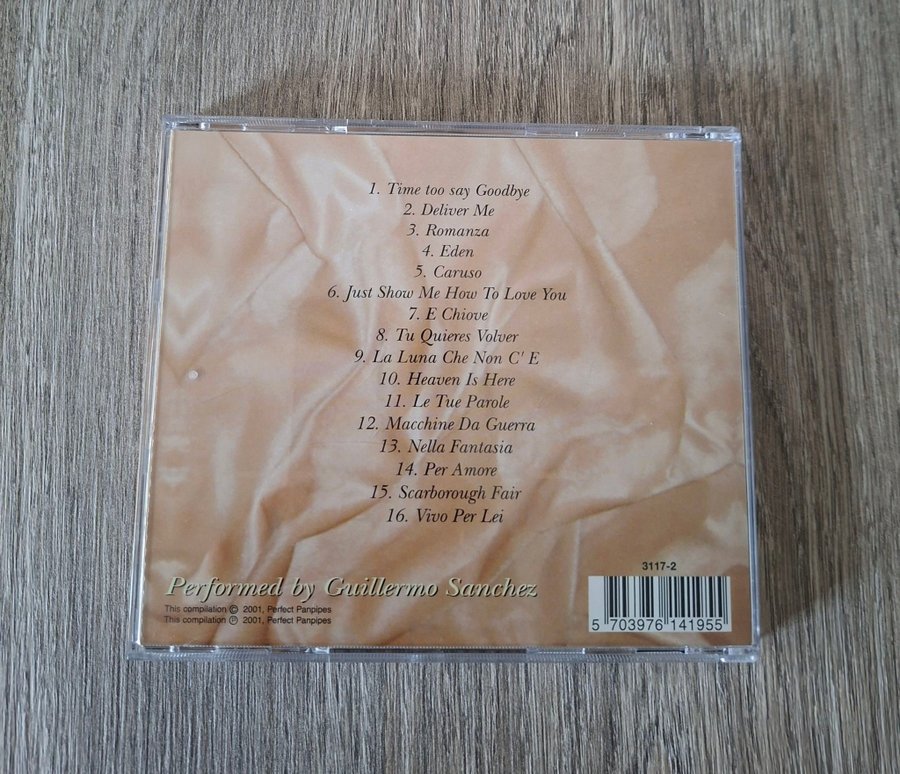 1. Time too say Goodbye
2. Deliver Me
3. Romanza
4. Eden
5. Caruso
6. Just Show Me How To Love You
7. E Chiove
8. Tu Quieres Volver
9. La Luna Che Non C' E
10. Heaven Is Here
11. Le Tue Parole
12. Macchine Da Guerra
13. Nella Fantasia
14. Per Amore
15. Scarborough Fair
16. Vivo Per Lei
Performed by Guillermo Sanchez
This compilation © 2001, Perfect Panpipes
This compilation ℗ 2001, Perfect Panpipes
3117-2
5 703976 141955